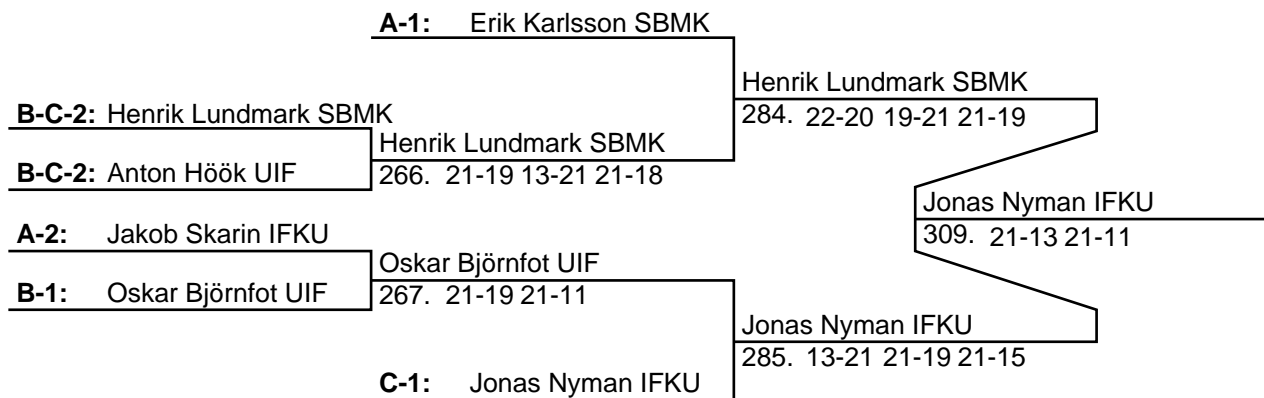 A-1: Erik Karlsson SBMK
Henrik Lundmark SBMK
B-C-2: Henrik Lundmark SBMK
284. 22-20 19-21 21-19
Henrik Lundmark SBMK
B-C-2: Anton Höök UIF
266. 21-19 13-21 21-18
Jonas Nyman IFKU
A-2: Jakob Skarin IFKU
309. 21-13 21-11
Oskar Björnfot UIF
B-1: Oskar Björnfot UIF
267. 21-19 21-11
Jonas Nyman IFKU
285. 13-21 21-19 21-15
C-1: Jonas Nyman IFKU